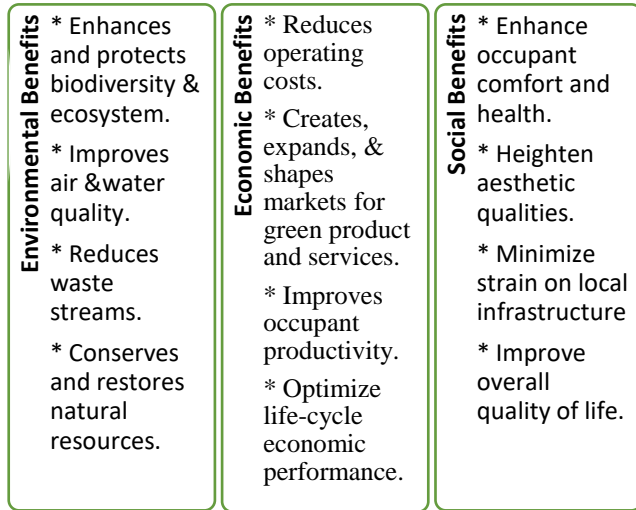 Environmental Benefits
* Enhances
and protects
biodiversity &
ecosystem.
* Improves
air &water
quality.
* Reduces
waste
streams.
* Conserves
and restores
natural
resources.
Economic Benefits
* Reduces
operating
costs.
* Creates,
expands, &
shapes
markets for
green product
and services.
* Improves
occupant
productivity.
* Optimize
life-cycle
economic
performance.
Social Benefits
* Enhance
occupant
comfort and
health.
* Heighten
aesthetic
qualities.
* Minimize
strain on local
infrastructure
* Improve
overall
quality of life.